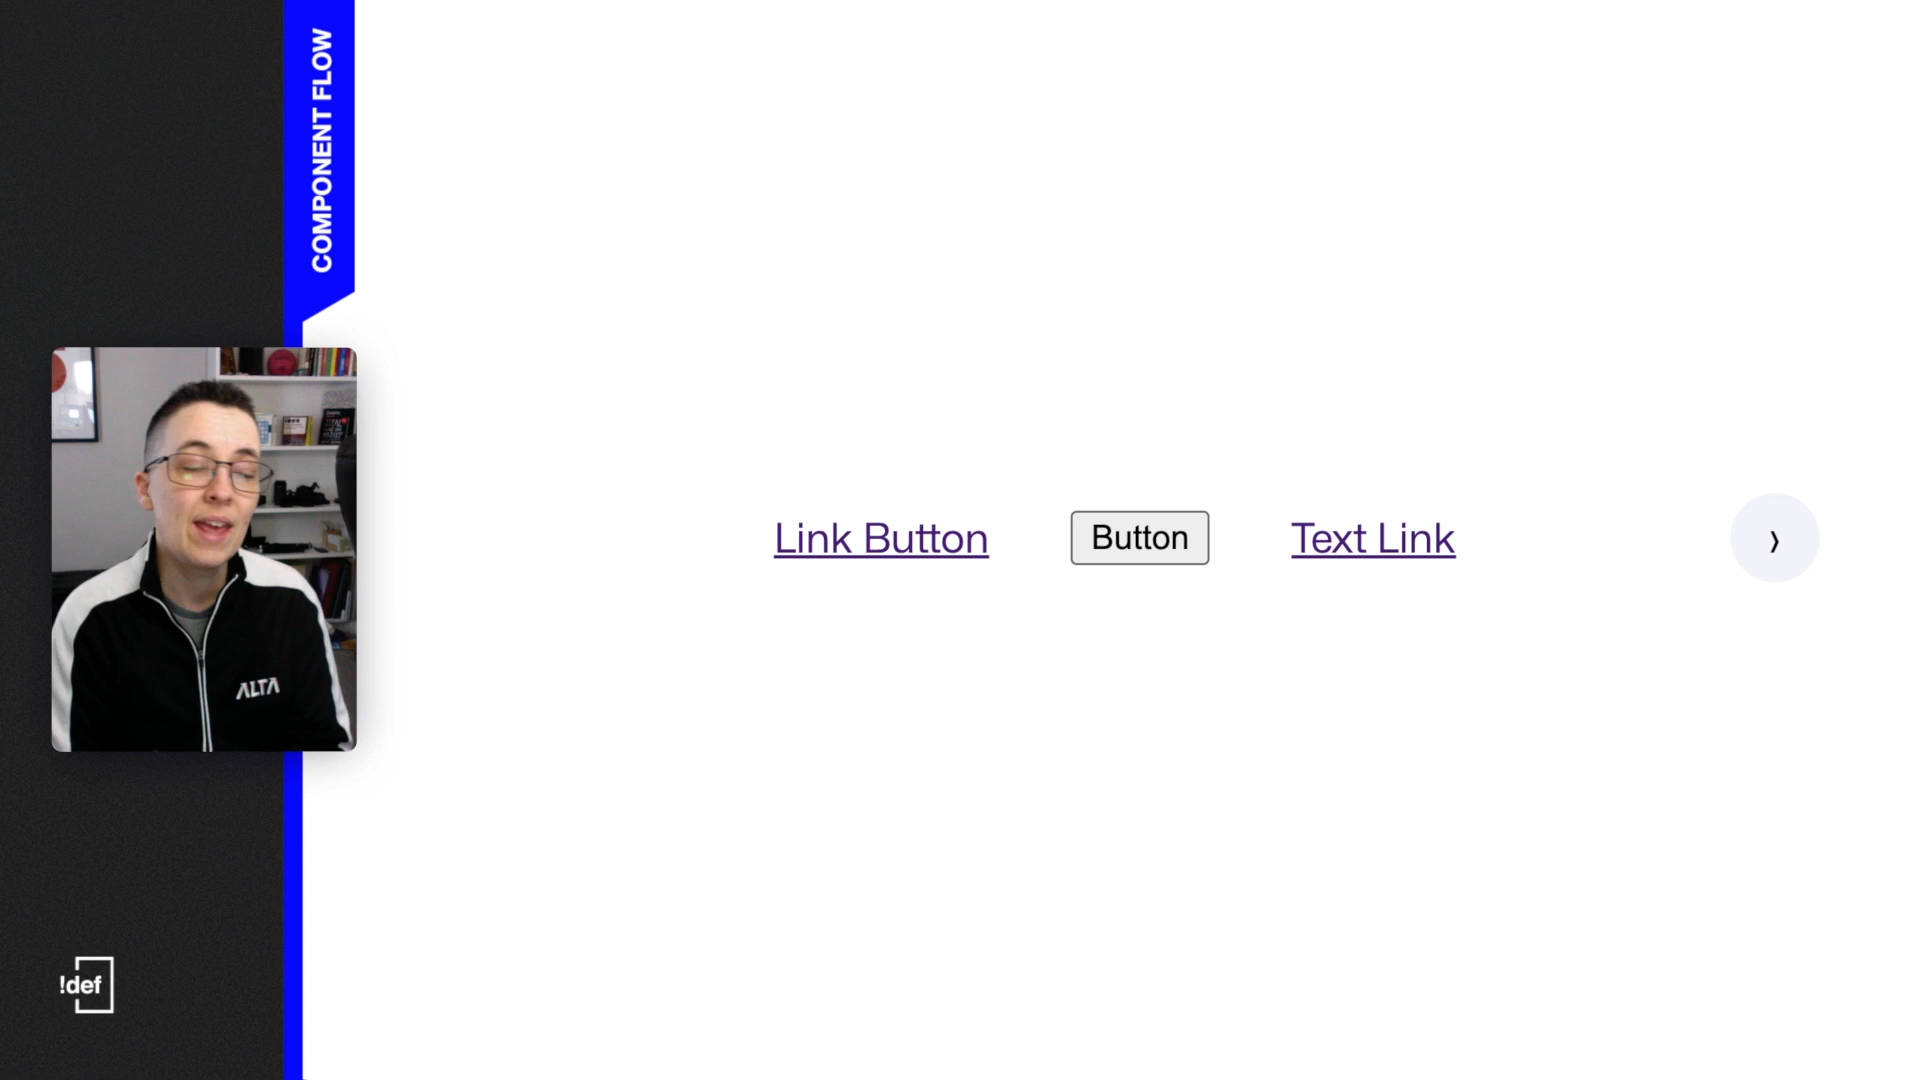 COMPONENT FLOW
Link Button
Button
Text Link
›
ALTA
!def